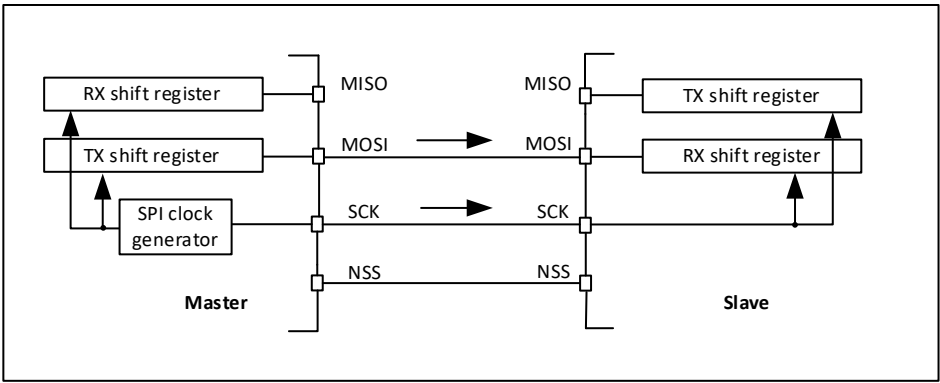 RX shift register
MISO
MISO
TX shift register
TX shift register
MOSI
MOSI
RX shift register
SPI clock
generator
SCK
SCK
NSS
NSS
Master
Slave